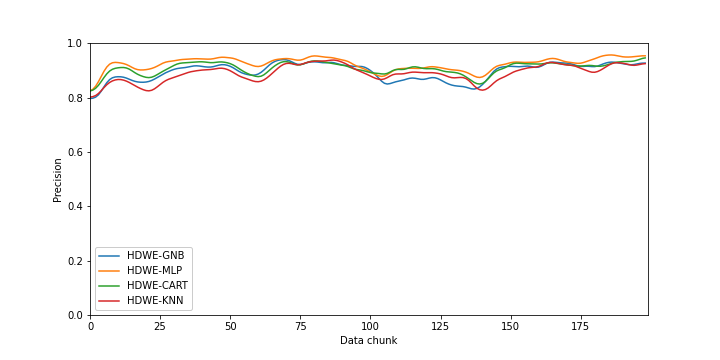 1.0
0.8
0.6
0.4
0.2
0.0
Precision
HDWE-GNB
HDWE-MLP
HDWE-CART
HDWE-KNN
0 25 50 75 100 125 150 175
Data chunk